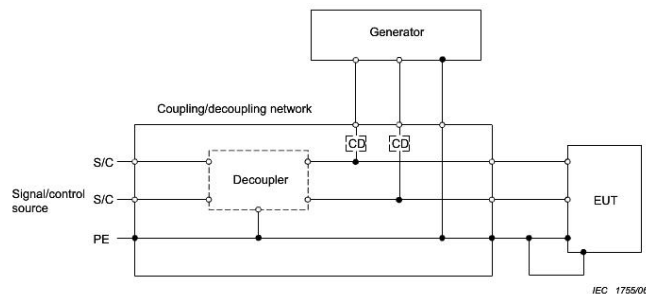 Generator
Coupling/decoupling network
CD CD
S/C
Decoupler
Signal/control
source
S/C
EUT
PE
IEC 1755/06